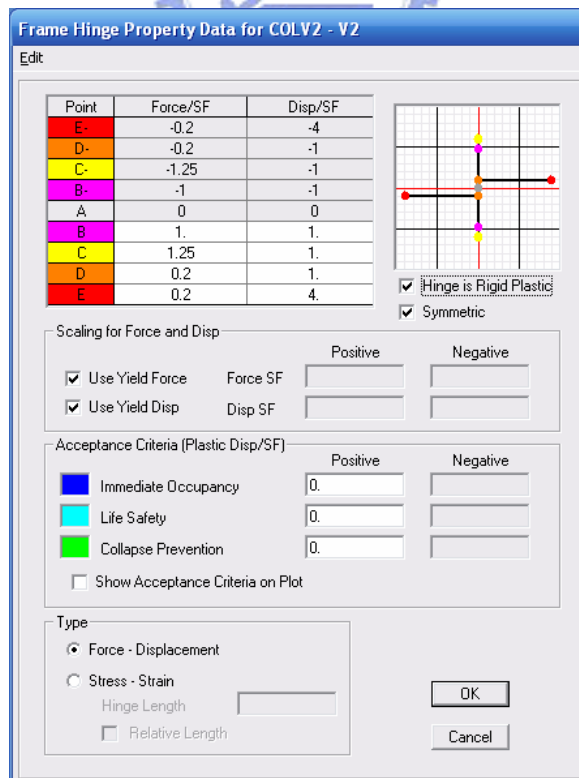 Frame Hinge Property Data for COLV2 - V2
Edit
Point Force/SF Disp/SF
E- -0.2 -4
D- -0.2 -1
C- -1.25 -1
B- -1 -1
A 0 0
B 1. 1.
C 1.25 1.
D 0.2 1.
E 0.2 4.
Hinge is Rigid Plastic
Symmetric
Scaling for Force and Disp
Positive Negative
Use Yield Force Force SF
Use Yield Disp Disp SF
Acceptance Criteria (Plastic Disp/SF)
Positive Negative
Immediate Occupancy 0.
Life Safety 0.
Collapse Prevention 0.
Show Acceptance Criteria on Plot
Type
Force - Displacement
Stress - Strain
Hinge Length
Relative Length
OK
Cancel